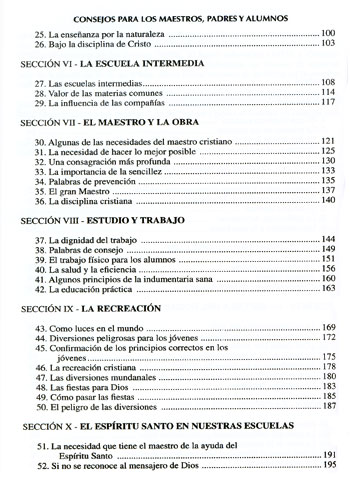 CONSEJOS PARA LOS MAESTROS, PADRES Y ALUMNOS
25. La enseñanza por la naturaleza ........ 100
26. Bajo la disciplina de Cristo ........ 103
SECCIÓN VI - LA ESCUELA INTERMEDIA
27. Las escuelas intermedias ........ 108
28. Valor de las materias comunes ........ 114
29. La influencia de las compañías ........ 117
SECCIÓN VII - EL MAESTRO Y LA OBRA
30. Algunas de las necesidades del maestro cristiano ........ 121
31. La necesidad de hacer lo mejor posible ........ 125
32. Una consagración más profunda ........ 130
33. La importancia de la sencillez ........ 133
34. Palabras de prevención ........ 135
35. El gran Maestro ........ 137
36. La disciplina cristiana ........ 140
SECCIÓN VIII - ESTUDIO Y TRABAJO
37. La dignidad del trabajo ........ 144
38. Palabras de consejo ........ 149
39. El trabajo físico para los alumnos ........ 151
40. La salud y la eficiencia ........ 156
41. Algunos principios de la indumentaria sana ........ 160
42. La educación práctica ........ 163
SECCIÓN IX - LA RECREACIÓN
43. Como luces en el mundo ........ 169
44. Diversiones peligrosas para los jóvenes ........ 172
45. Confirmación de los principios correctos en los
jóvenes ........ 175
46. La recreación cristiana ........ 178
47. Las diversiones mundanales ........ 180
48. Las fiestas para Dios ........ 183
49. Cómo pasar las fiestas ........ 185
50. El peligro de las diversiones ........ 187
SECCIÓN X - EL ESPÍRITU SANTO EN NUESTRAS ESCUELAS
51. La necesidad que tiene el maestro de la ayuda del
Espíritu Santo ........ 191
52. Si no se reconoce al mensajero de Dios ........ 195